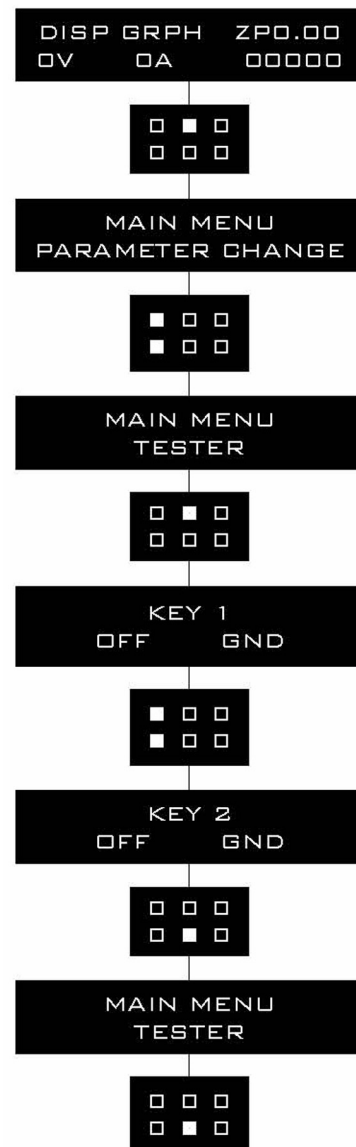 DISP GRPH ZP0.00
0V 0A 00000
MAIN MENU
PARAMETER CHANGE
MAIN MENU
TESTER
KEY 1
OFF GND
KEY 2
OFF GND
MAIN MENU
TESTER